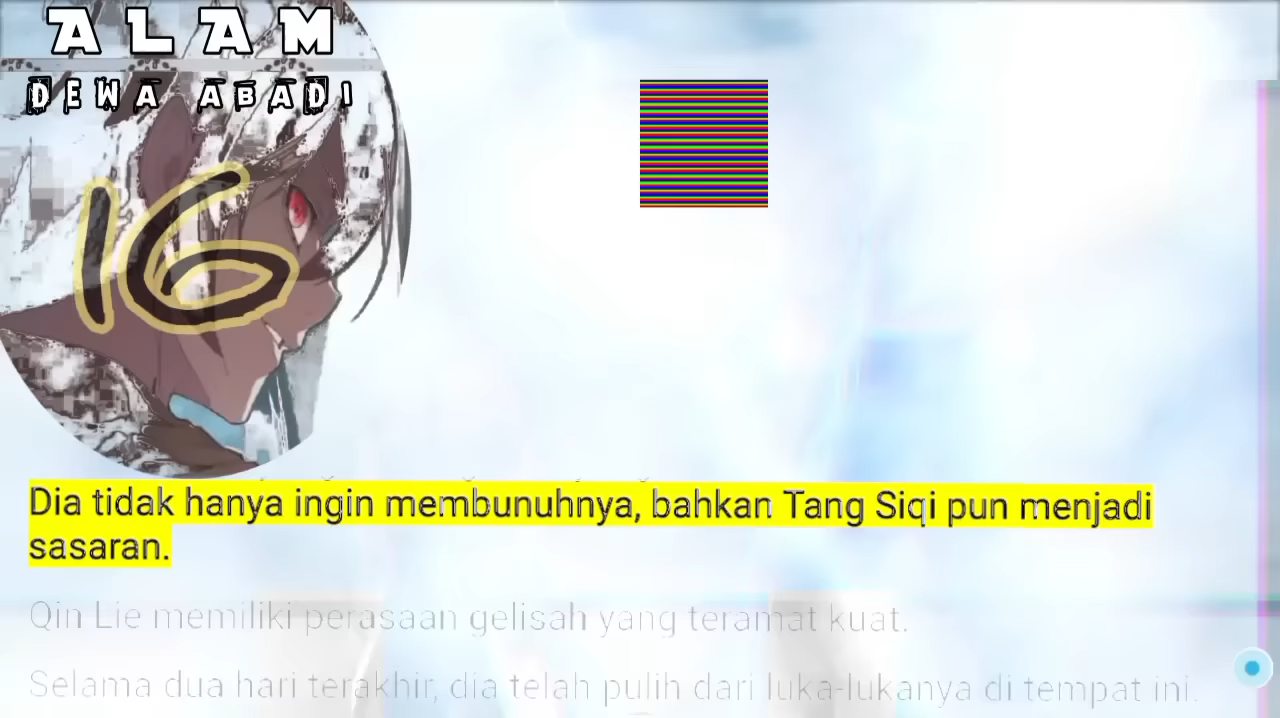 ALAM
DEWA ABADI
16
Dia tidak hanya ingin membunuhnya, bahkan Tang Siqi pun menjadi
sasaran.
Qin Lie memiliki perasaan gelisah yang teramat kuat.
Selama dua hari terakhir, dia telah pulih dari luka-lukanya di tempat ini.